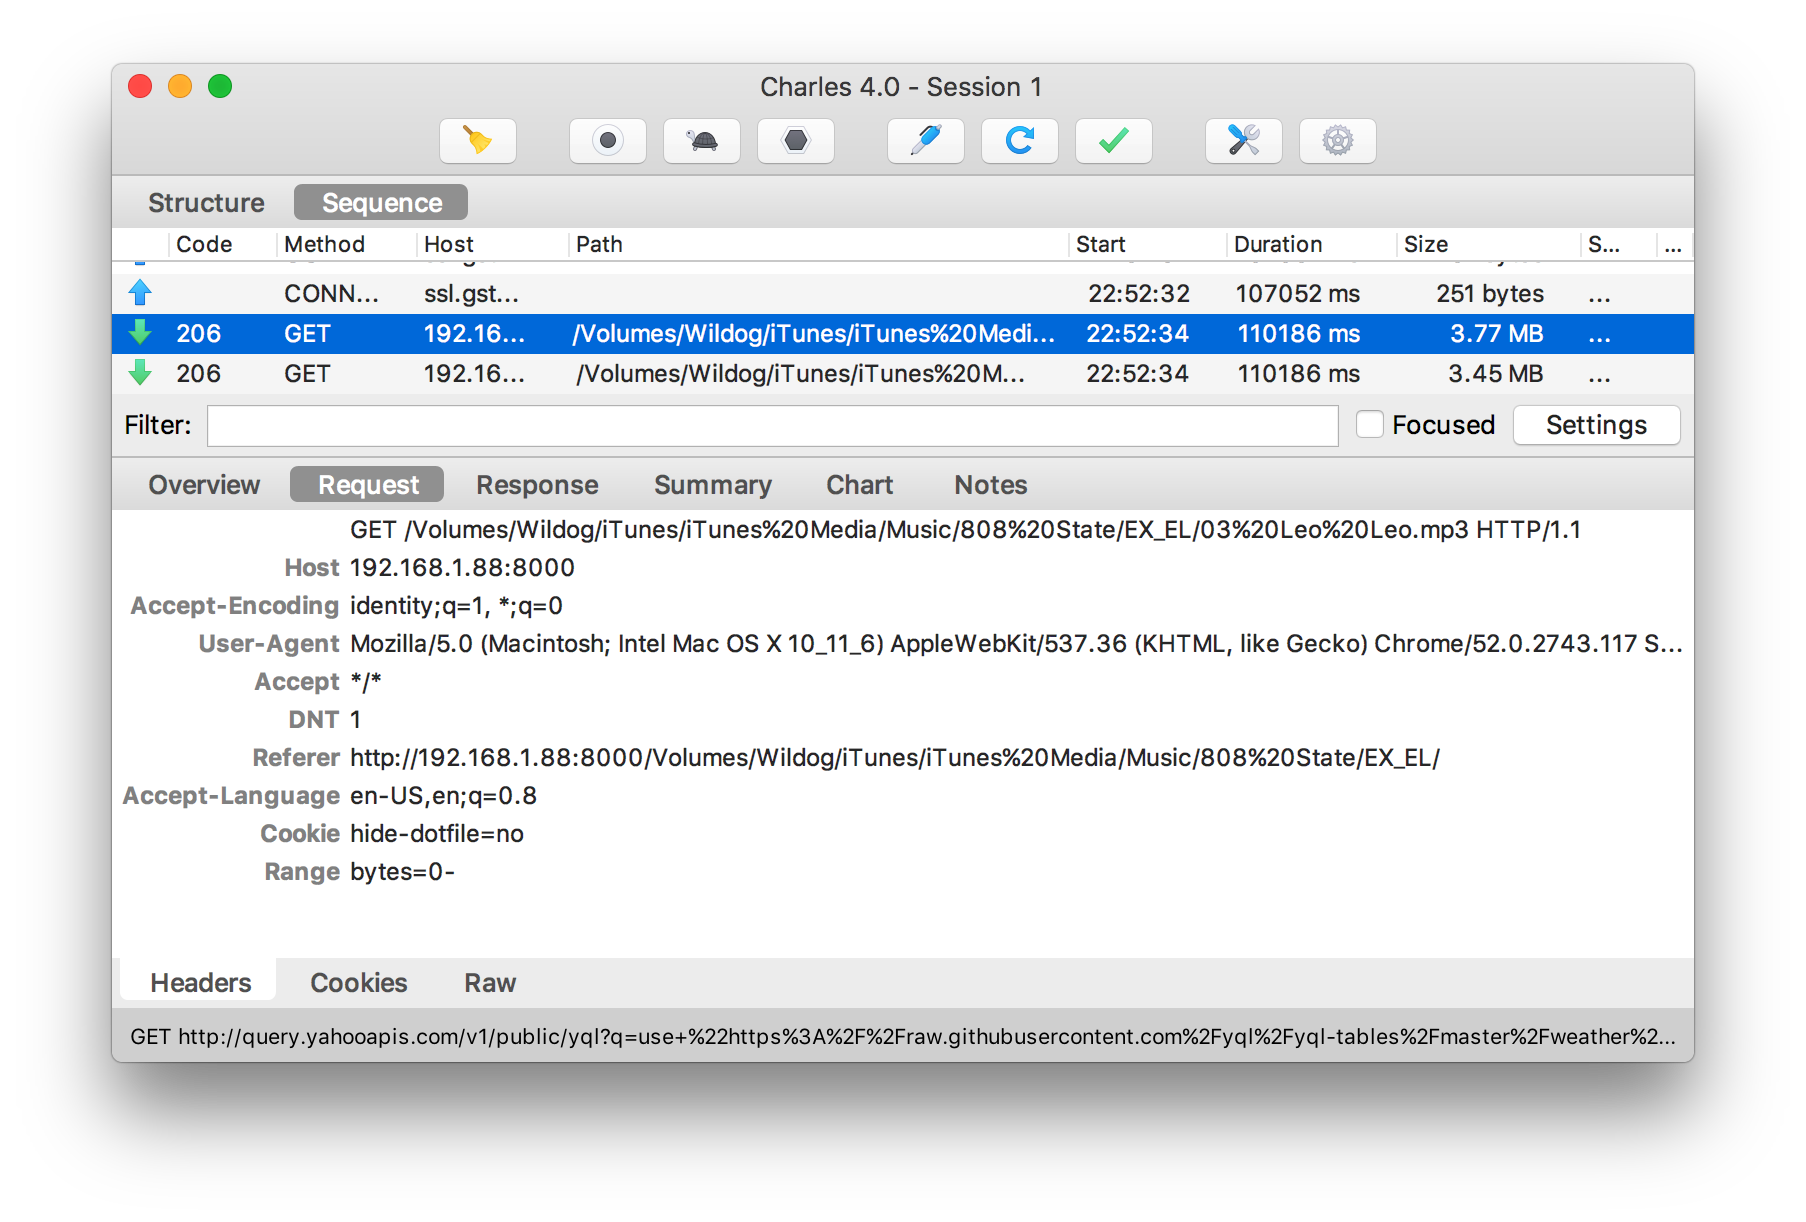 Charles 4.0 - Session 1
Structure Sequence
Code Method Host Path Start Duration Size S... ...
CONN... ssl.gst... 22:52:32 107052 ms 251 bytes ...
206 GET 192.16... /Volumes/Wildog/iTunes/iTunes%20Medi... 22:52:34 110186 ms 3.77 MB ...
206 GET 192.16... /Volumes/Wildog/iTunes/iTunes%20M... 22:52:34 110186 ms 3.45 MB ...
Filter: Focused Settings
Overview Request Response Summary Chart Notes
GET /Volumes/Wildog/iTunes/iTunes%20Media/Music/808%20State/EX_EL/03%20Leo%20Leo.mp3 HTTP/1.1
Host 192.168.1.88:8000
Accept-Encoding identity;q=1, *;q=0
User-Agent Mozilla/5.0 (Macintosh; Intel Mac OS X 10_11_6) AppleWebKit/537.36 (KHTML, like Gecko) Chrome/52.0.2743.117 S...
Accept */*
DNT 1
Referer http://192.168.1.88:8000/Volumes/Wildog/iTunes/iTunes%20Media/Music/808%20State/EX_EL/
Accept-Language en-US,en;q=0.8
Cookie hide-dotfile=no
Range bytes=0-
Headers Cookies Raw
GET http://query.yahooapis.com/v1/public/yql?q=use+%22https%3A%2F%2Fraw.githubusercontent.com%2Fyql%2Fyql-tables%2Fmaster%2Fweather%2...